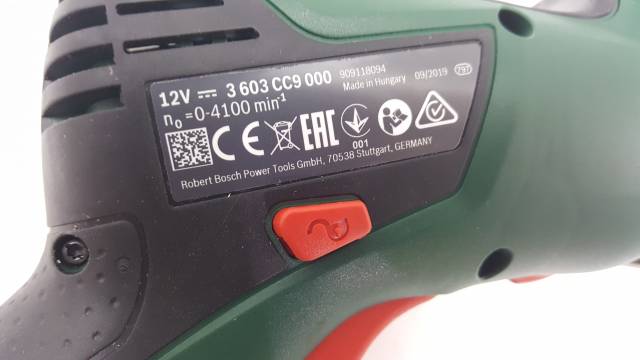 12V ⎓ 3 603 CC9 000 909118094 Made in Hungary 09/2019 797
n₀=0-4100 min⁻¹
CE EAC 001
Robert Bosch Power Tools GmbH, 70538 Stuttgart, GERMANY